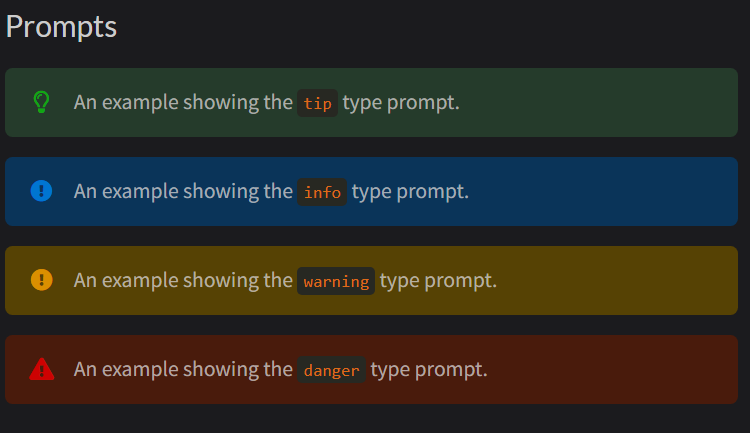 Prompts
An example showing the tip type prompt.
An example showing the info type prompt.
An example showing the warning type prompt.
An example showing the danger type prompt.